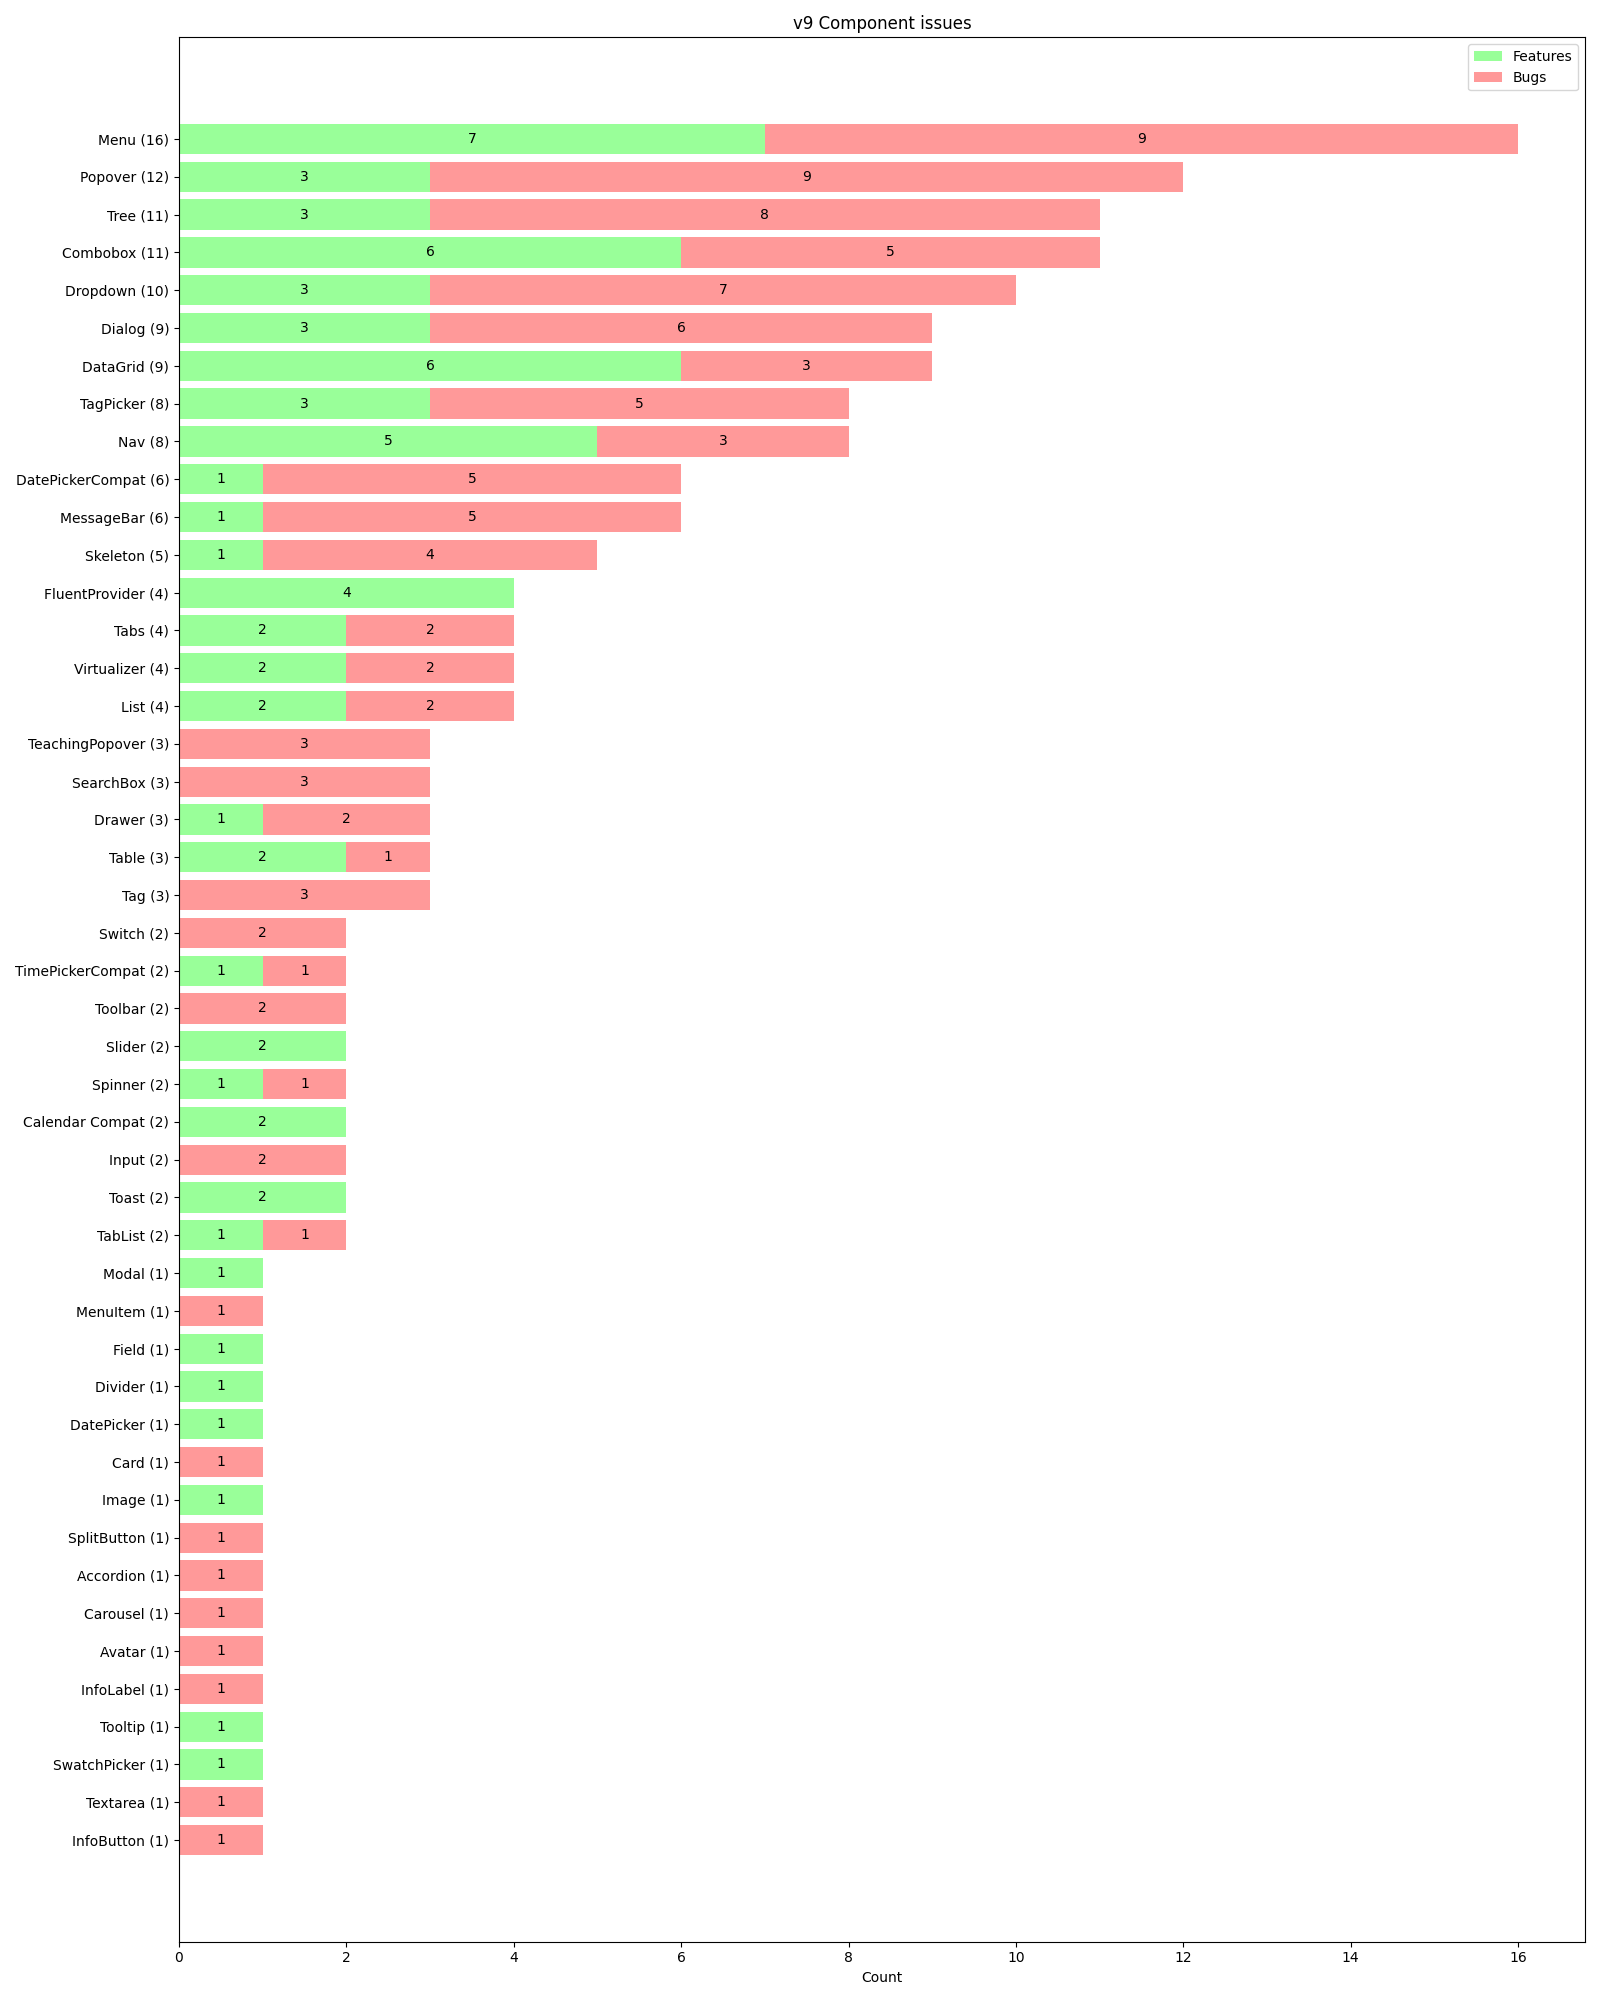 v9 Component issues
Features
Bugs
Menu (16) 7 9
Popover (12) 3 9
Tree (11) 3 8
Combobox (11) 6 5
Dropdown (10) 3 7
Dialog (9) 3 6
DataGrid (9) 6 3
TagPicker (8) 3 5
Nav (8) 5 3
DatePickerCompat (6) 1 5
MessageBar (6) 1 5
Skeleton (5) 1 4
FluentProvider (4) 4
Tabs (4) 2 2
Virtualizer (4) 2 2
List (4) 2 2
TeachingPopover (3) 3
SearchBox (3) 3
Drawer (3) 1 2
Table (3) 2 1
Tag (3) 3
Switch (2) 2
TimePickerCompat (2) 1 1
Toolbar (2) 2
Slider (2) 2
Spinner (2) 1 1
Calendar Compat (2) 2
Input (2) 2
Toast (2) 2
TabList (2) 1 1
Modal (1) 1
MenuItem (1) 1
Field (1) 1
Divider (1) 1
DatePicker (1) 1
Card (1) 1
Image (1) 1
SplitButton (1) 1
Accordion (1) 1
Carousel (1) 1
Avatar (1) 1
InfoLabel (1) 1
Tooltip (1) 1
SwatchPicker (1) 1
Textarea (1) 1
InfoButton (1) 1
0 2 4 6 8 10 12 14 16
Count